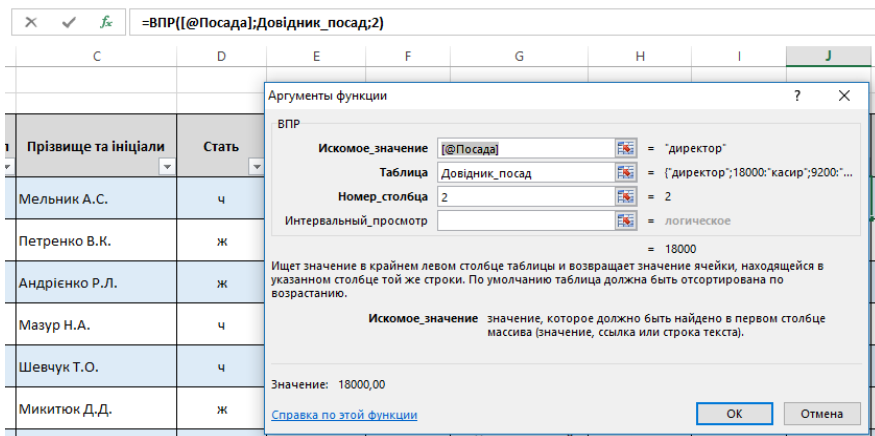 fx =ВПР([@Посада];Довідник_посад;2)
C D E F G H I J
л Прізвище та ініціали Стать
Мельник А.С. ч
Петренко В.К. ж
Андрієнко Р.Л. ж
Мазур Н.А. ч
Шевчук Т.О. ч
Микитюк Д.Д. ж
Аргументы функции ?
ВПР
Искомое_значение [@Посада] = "директор"
Таблица Довідник_посад = {"директор";18000:"касир";9200:"...
Номер_столбца 2 = 2
Интервальный_просмотр = логическое
= 18000
Ищет значение в крайнем левом столбце таблицы и возвращает значение ячейки, находящейся в
указанном столбце той же строки. По умолчанию таблица должна быть отсортирована по
возрастанию.
Искомое_значение значение, которое должно быть найдено в первом столбце
массива (значение, ссылка или строка текста).
Значение: 18000,00
Справка по этой функции
ОК Отмена